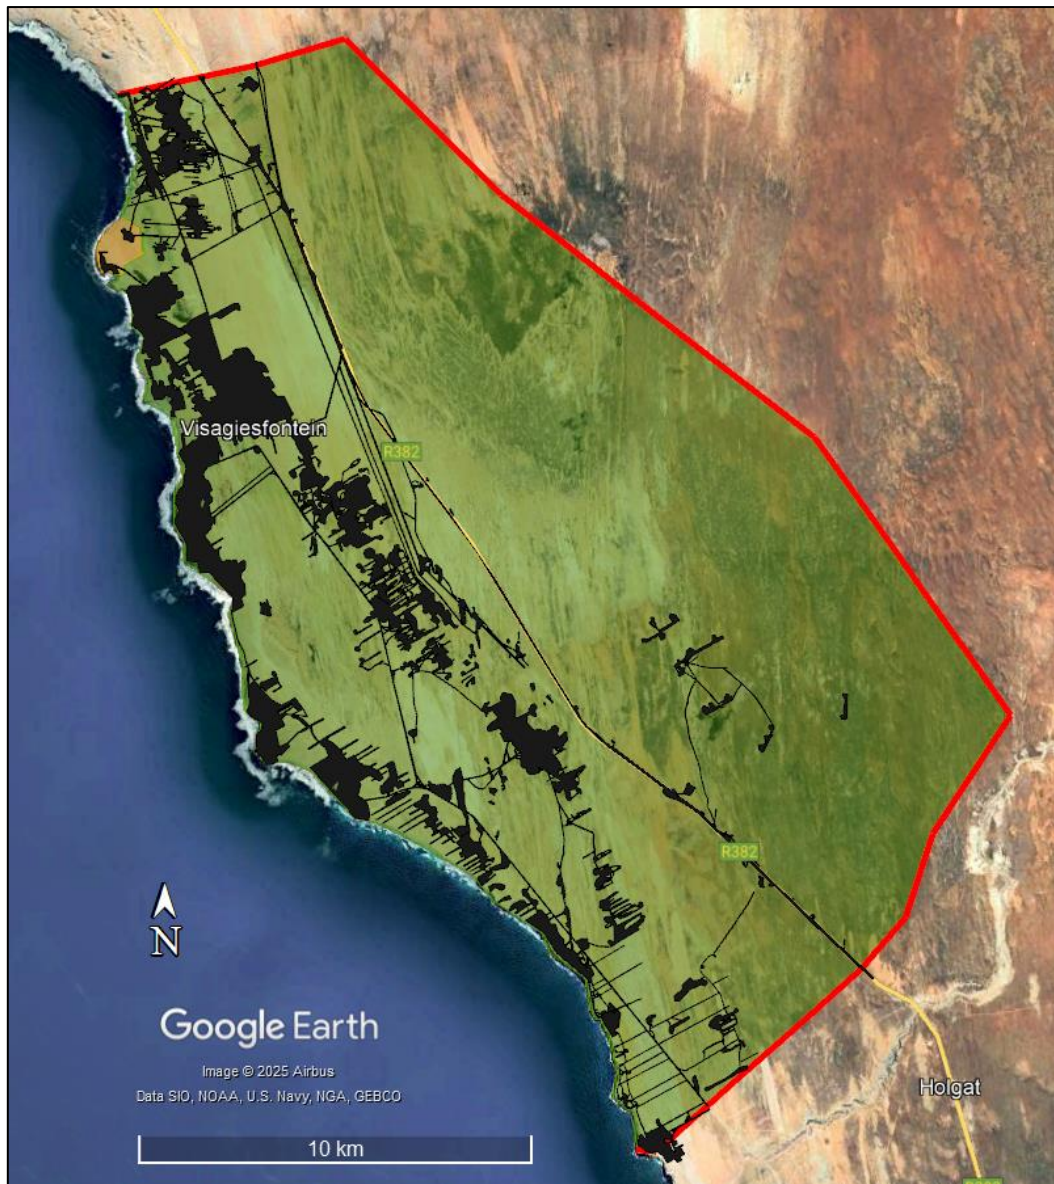 Visagiesfontein
R382
R382
N
Google Earth
Image © 2025 Airbus
Data SIO, NOAA, U.S. Navy, NGA, GEBCO
Holgat
10 km